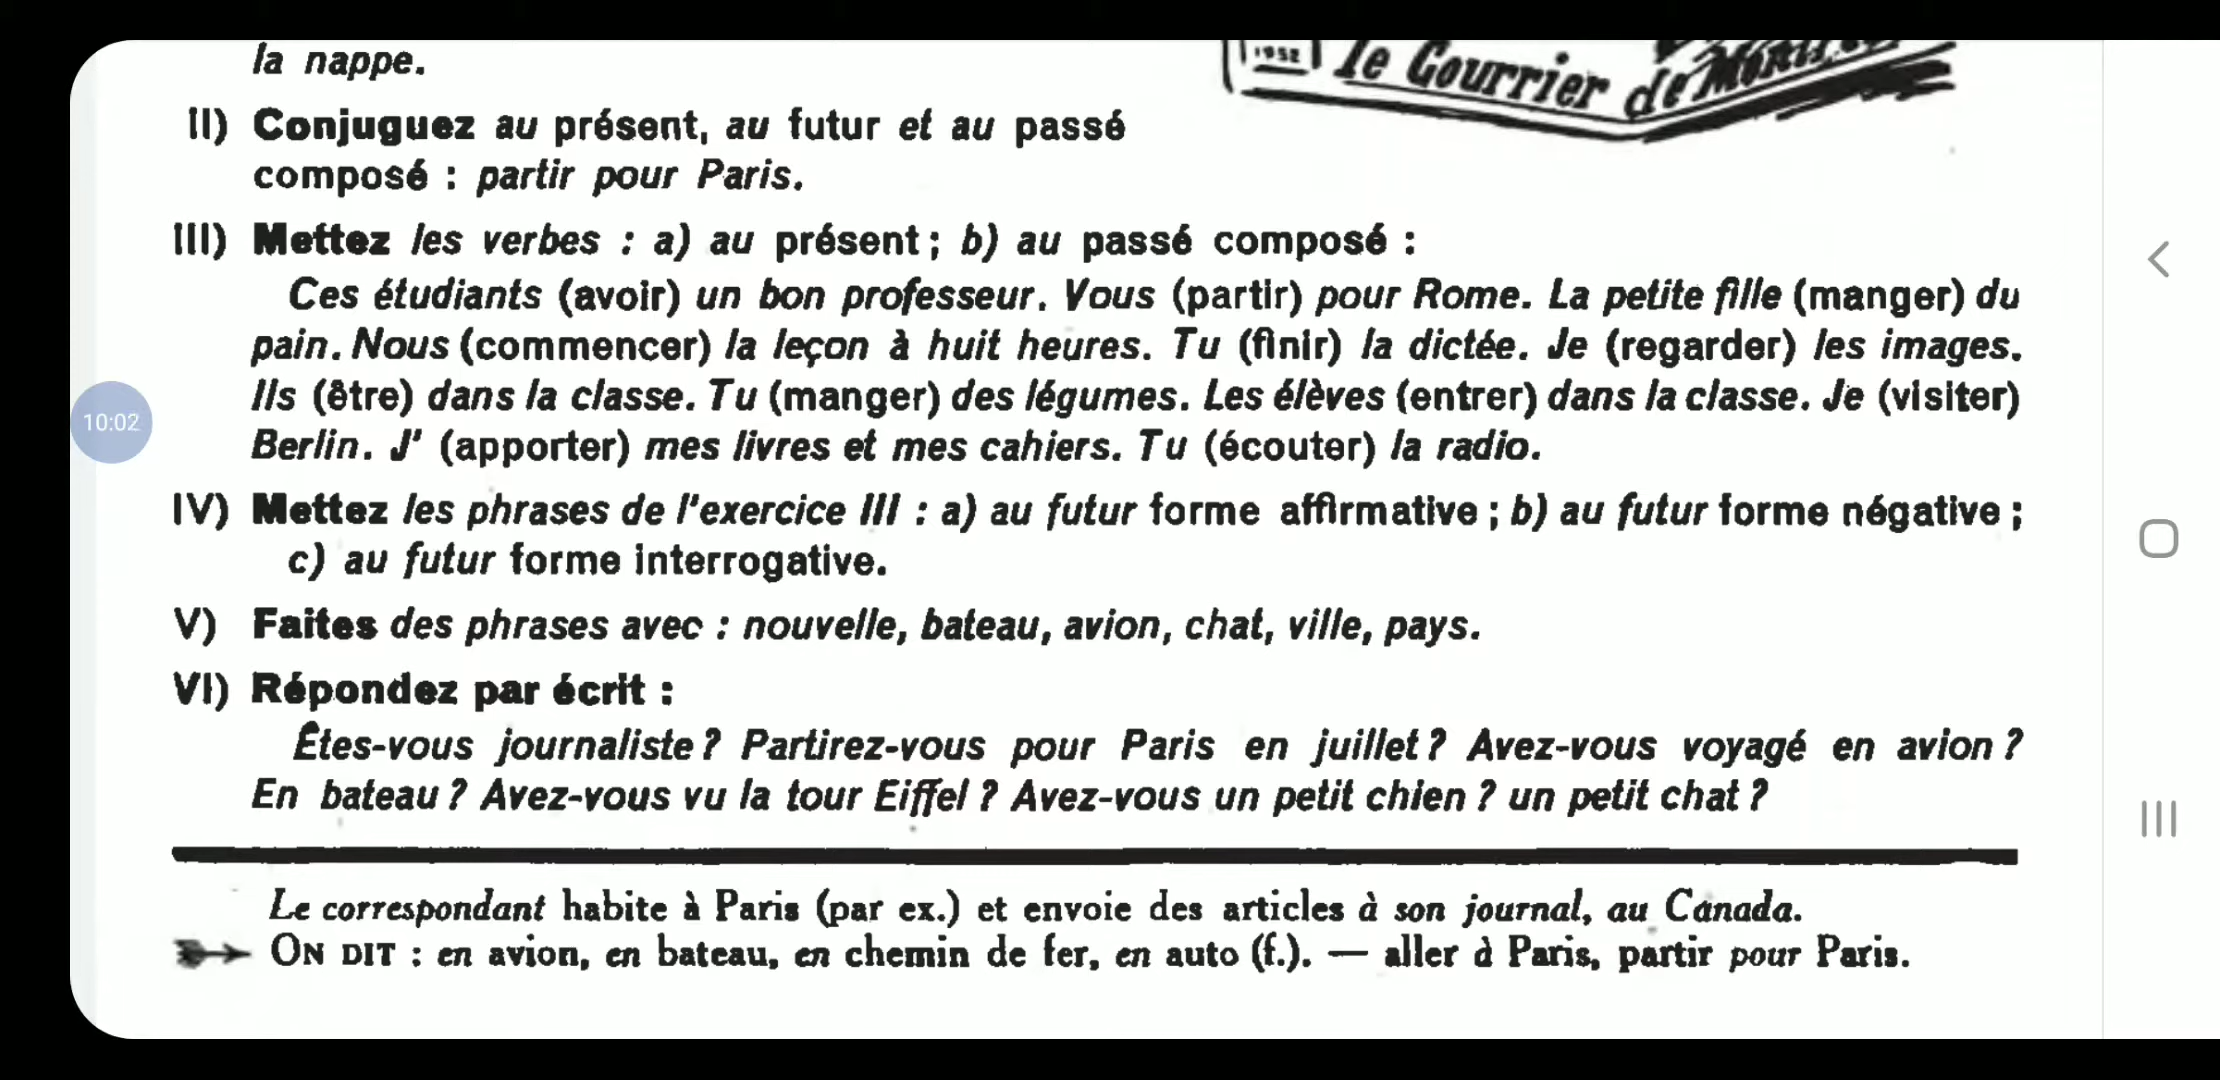 la nappe.
1952 le Courrier de
II) Conjuguez au présent, au futur et au passé
composé : partir pour Paris.
III) Mettez les verbes : a) au présent ; b) au passé composé :
Ces étudiants (avoir) un bon professeur. Vous (partir) pour Rome. La petite fille (manger) du
pain. Nous (commencer) la leçon à huit heures. Tu (finir) la dictée. Je (regarder) les images.
Ils (être) dans la classe. Tu (manger) des légumes. Les élèves (entrer) dans la classe. Je (visiter)
Berlin. J' (apporter) mes livres et mes cahiers. Tu (écouter) la radio.
10:02
IV) Mettez les phrases de l'exercice III : a) au futur forme affirmative ; b) au futur forme négative ;
c) au futur forme interrogative.
V) Faites des phrases avec : nouvelle, bateau, avion, chat, ville, pays.
VI) Répondez par écrit :
Êtes-vous journaliste ? Partirez-vous pour Paris en juillet ? Avez-vous voyagé en avion ?
En bateau ? Avez-vous vu la tour Eiffel ? Avez-vous un petit chien ? un petit chat ?
Le correspondant habite à Paris (par ex.) et envoie des articles à son journal, au Canada.
ON DIT : en avion, en bateau, en chemin de fer, en auto (f.). — aller à Paris, partir pour Paris.